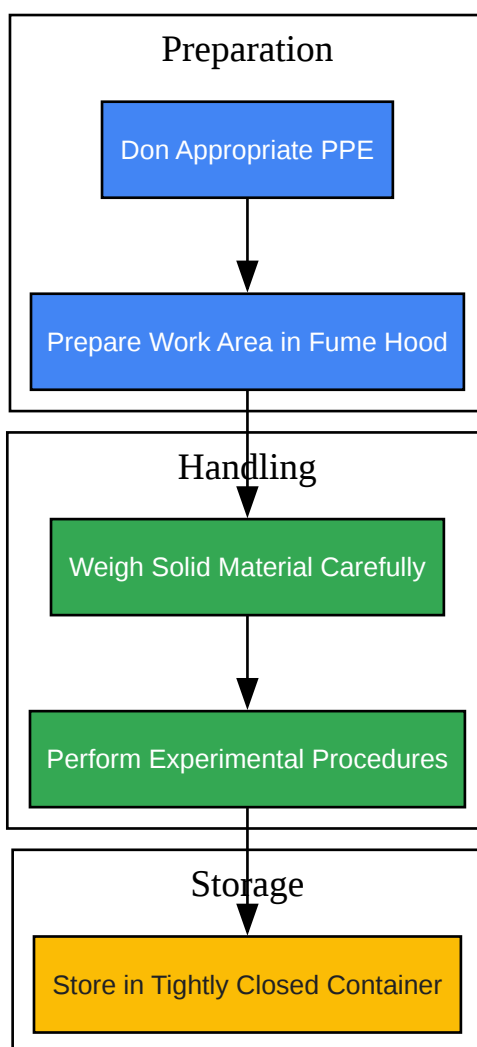 Preparation
Don Appropriate PPE
Prepare Work Area in Fume Hood
Handling
Weigh Solid Material Carefully
Perform Experimental Procedures
Storage
Store in Tightly Closed Container